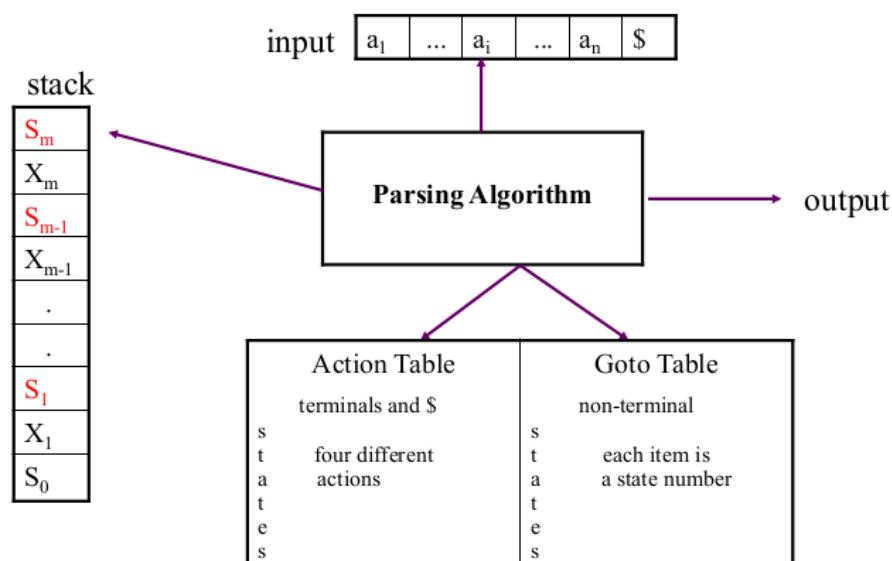 input a₁ ... aᵢ ... aₙ $
stack
Sₘ
Xₘ
Sₘ₋₁
Xₘ₋₁
.
.
S₁
X₁
S₀
Parsing Algorithm
output
Action Table
terminals and $
s
t four different
a actions
t
e
s
Goto Table
non-terminal
s
t each item is
a a state number
t
e
s